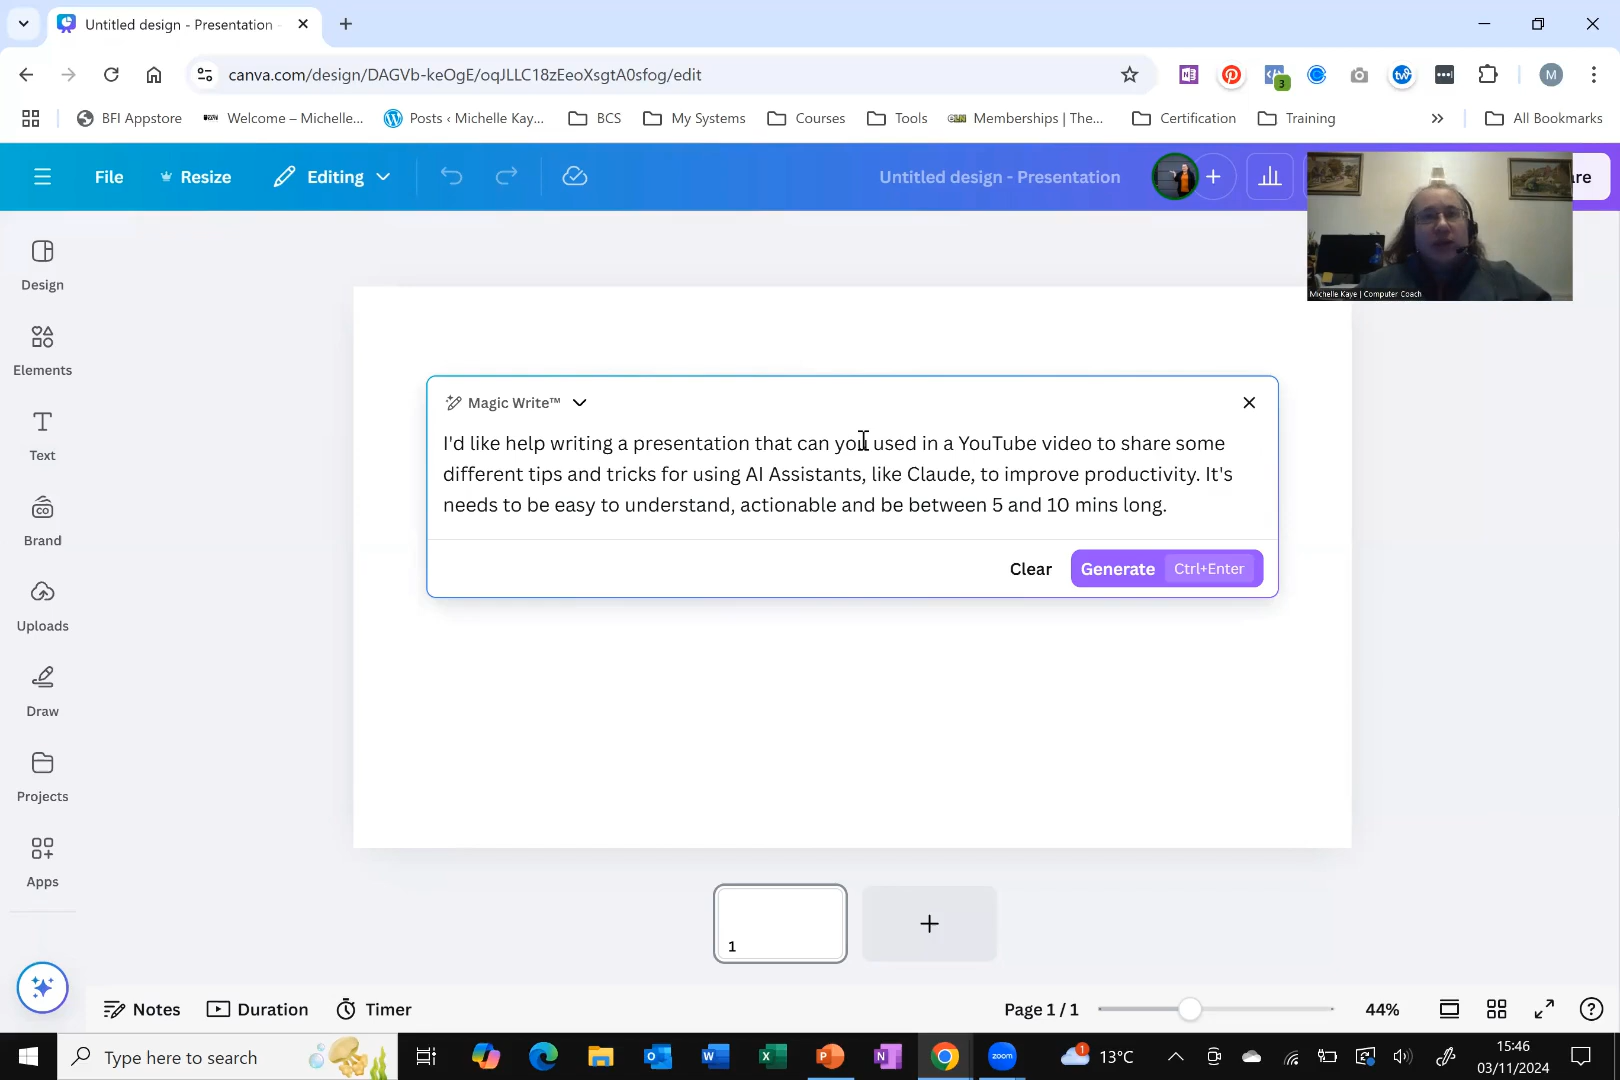 Untitled design - Presentation -
canva.com/design/DAGVb-keOgE/oqJLLC18zEeoXsgtA0sfog/edit
3
M
BFI Appstore
Welcome – Michelle...
Posts ‹ Michelle Kay...
BCS
My Systems
Courses
Tools
Memberships | The...
Certification
Training
All Bookmarks
File
Resize
Editing
Untitled design - Presentation
re
Michelle Kaye | Computer Coach
Design
Elements
Text
Brand
Uploads
Draw
Projects
Apps
Magic Write™
I'd like help writing a presentation that can you used in a YouTube video to share some
different tips and tricks for using AI Assistants, like Claude, to improve productivity. It's
needs to be easy to understand, actionable and be between 5 and 10 mins long.
Clear
Generate
Ctrl+Enter
1
Notes
Duration
Timer
Page 1 / 1
44%
Type here to search
zoom
1
13°C
15:46
03/11/2024